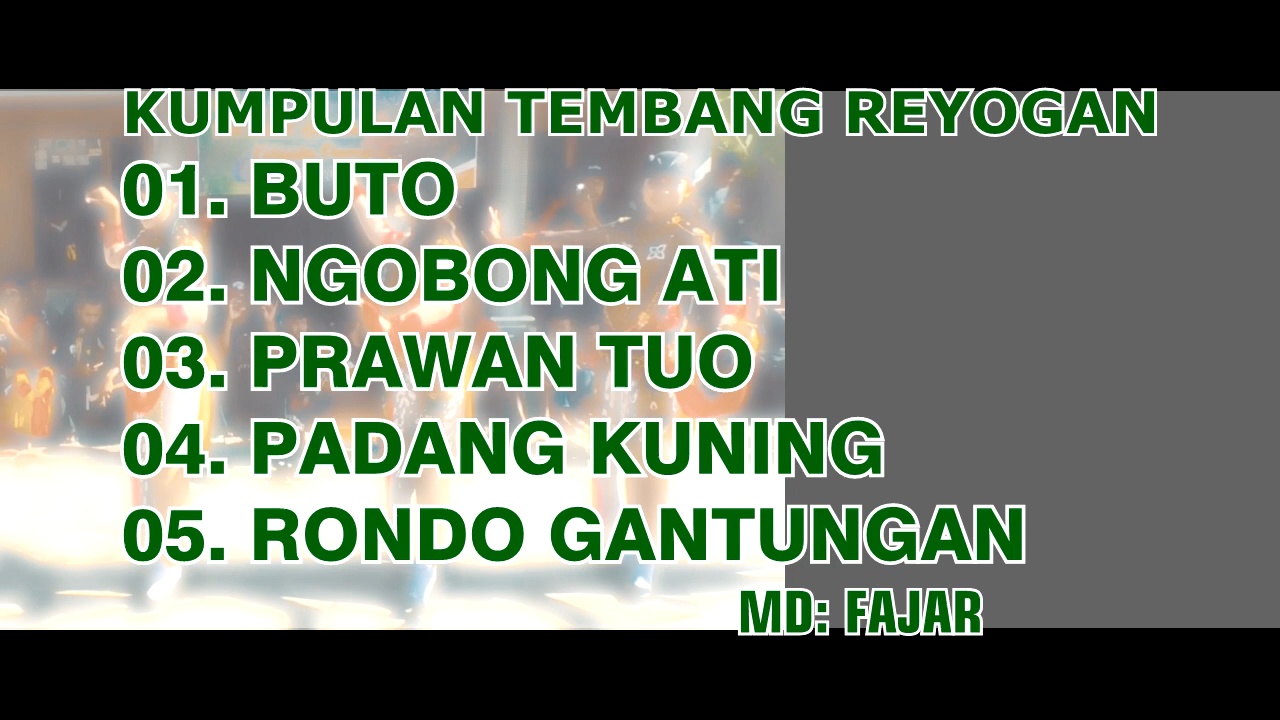 KUMPULAN TEMBANG REYOGAN
01. BUTO
02. NGOBONG ATI
03. PRAWAN TUO
04. PADANG KUNING
05. RONDO GANTUNGAN
MD: FAJAR